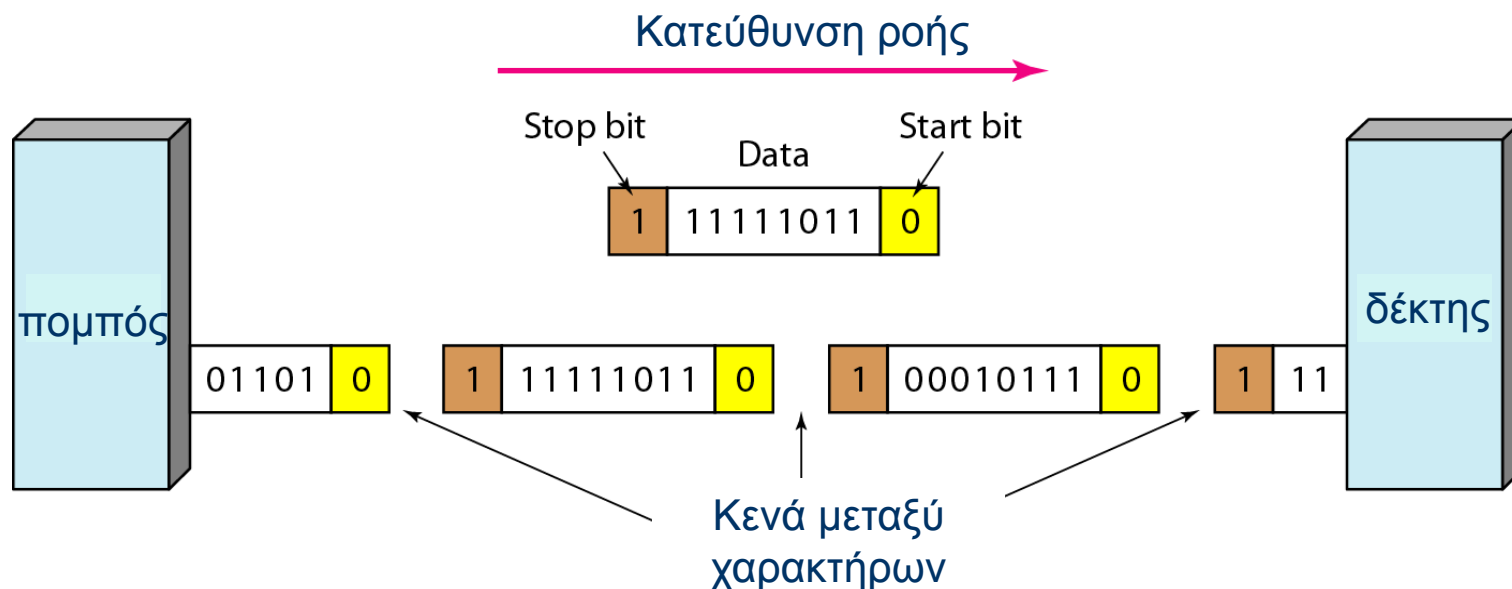 Κατεύθυνση ροής
Stop bit
Start bit
Data
1 11111011 0
πομπός
δέκτης
01101 0 1 11111011 0 1 00010111 0 1 11
Κενά μεταξύ
χαρακτήρων